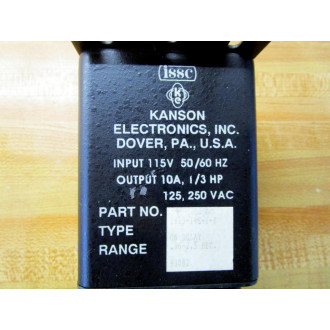 issc
KANSON
ELECTRONICS, INC.
DOVER, PA., U.S.A.
INPUT 115V 50/60 HZ
OUTPUT 10A, 1/3 HP
125, 250 VAC
PART NO.
TYPE
RANGE